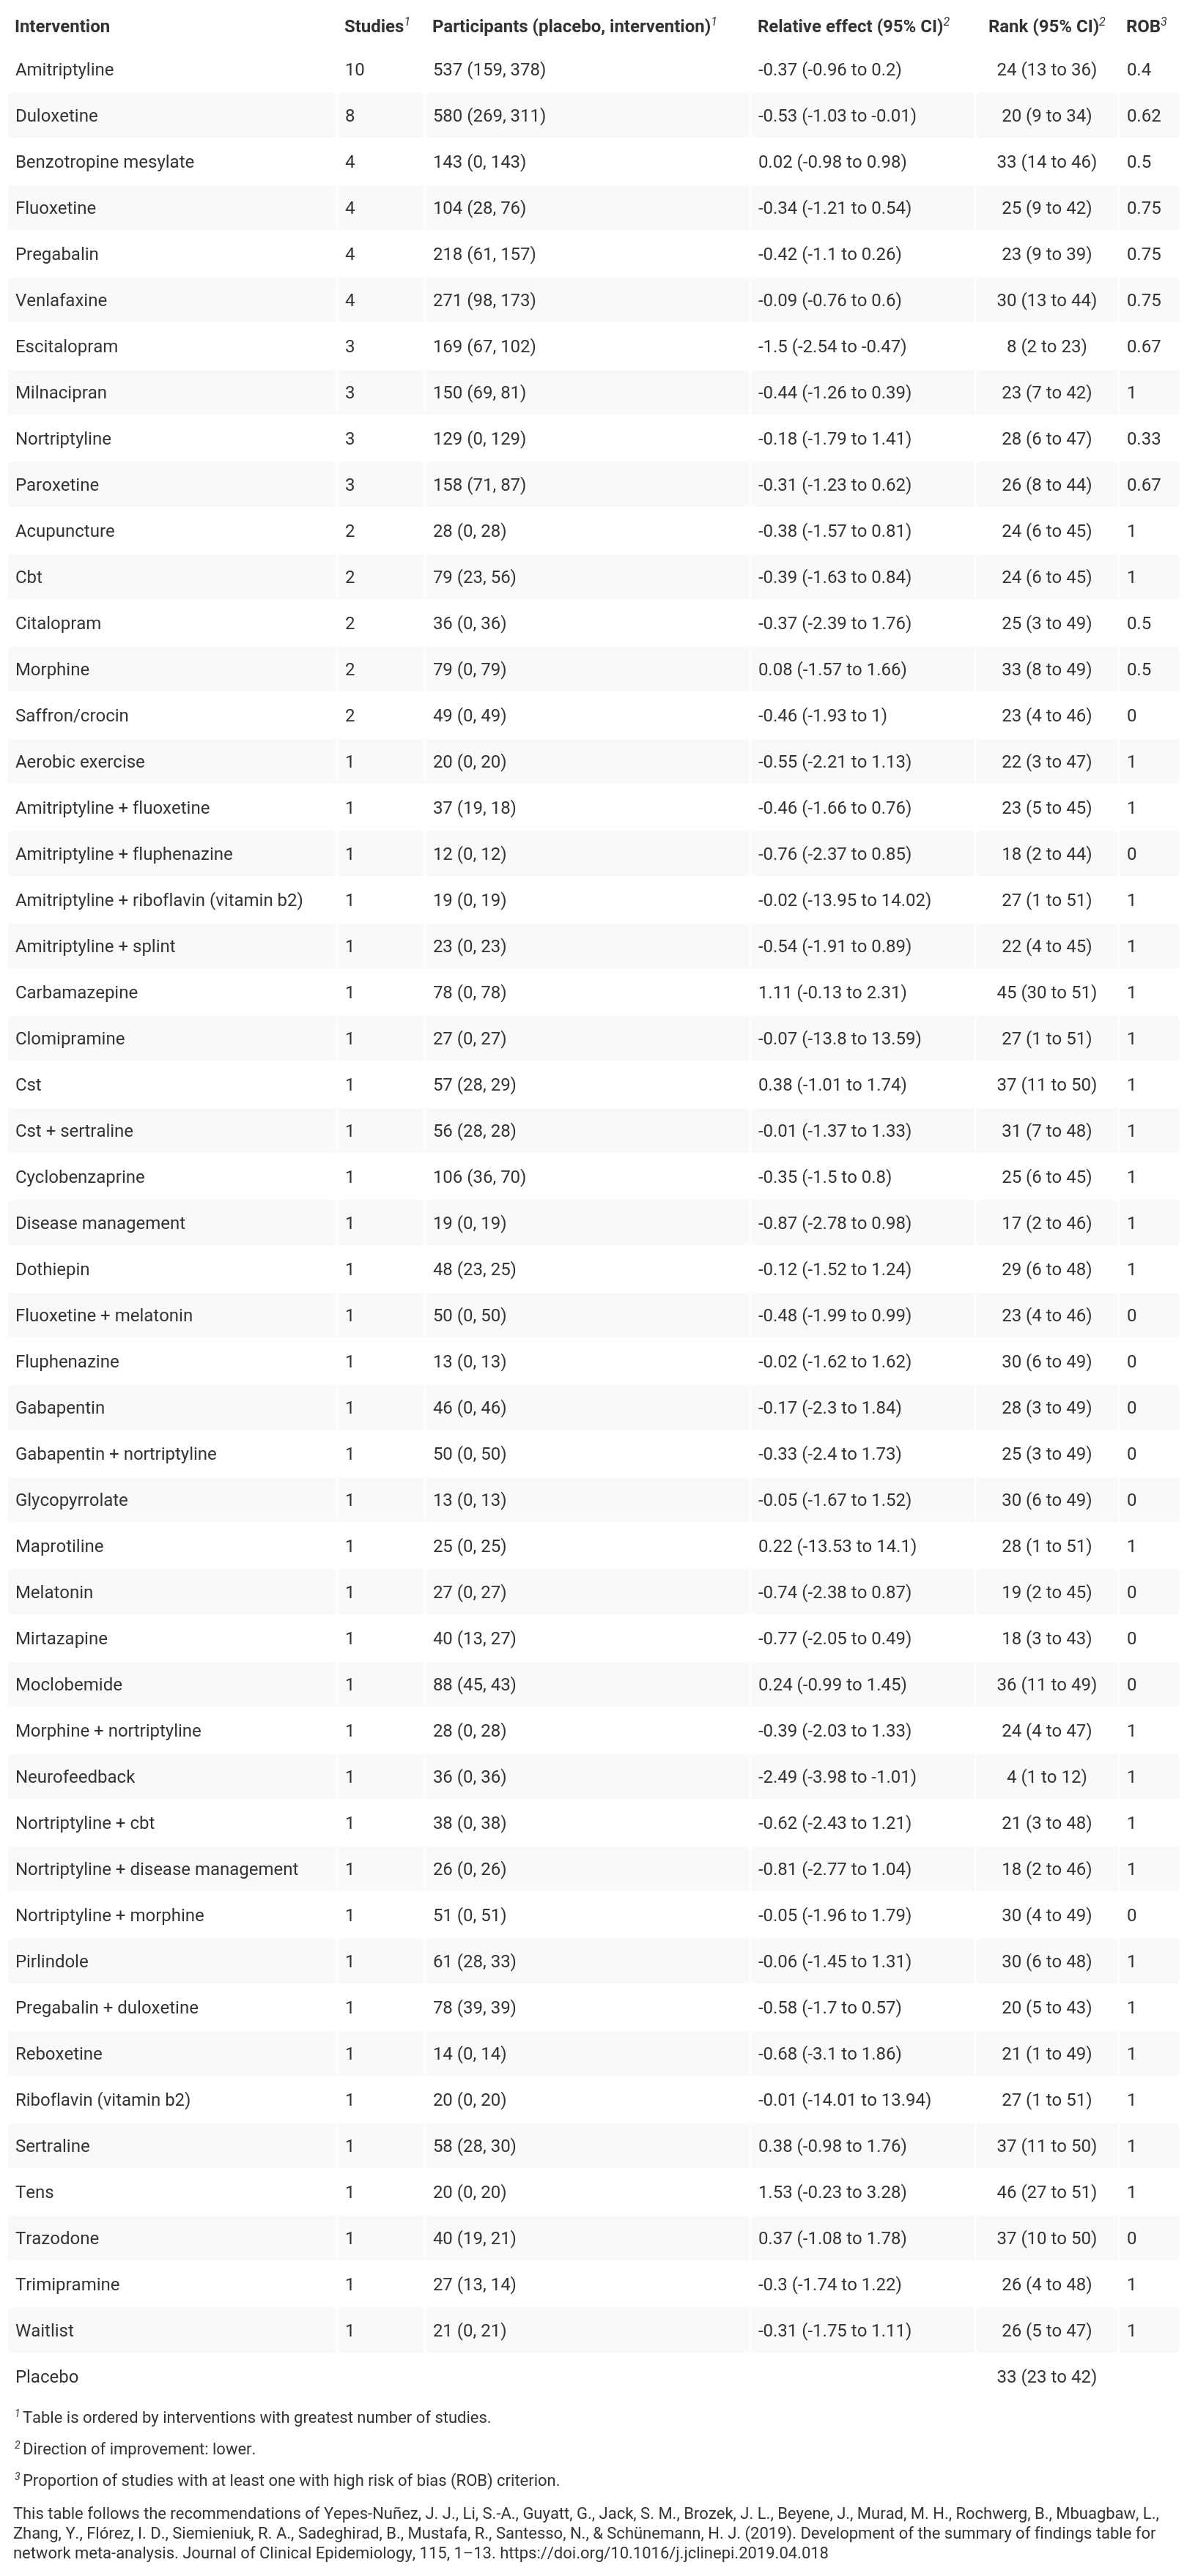 Intervention Studies1 Participants (placebo, intervention)1 Relative effect (95% CI)2 Rank (95% CI)2 ROB3
Amitriptyline 10 537 (159, 378) -0.37 (-0.96 to 0.2) 24 (13 to 36) 0.4
Duloxetine 8 580 (269, 311) -0.53 (-1.03 to -0.01) 20 (9 to 34) 0.62
Benzotropine mesylate 4 143 (0, 143) 0.02 (-0.98 to 0.98) 33 (14 to 46) 0.5
Fluoxetine 4 104 (28, 76) -0.34 (-1.21 to 0.54) 25 (9 to 42) 0.75
Pregabalin 4 218 (61, 157) -0.42 (-1.1 to 0.26) 23 (9 to 39) 0.75
Venlafaxine 4 271 (98, 173) -0.09 (-0.76 to 0.6) 30 (13 to 44) 0.75
Escitalopram 3 169 (67, 102) -1.5 (-2.54 to -0.47) 8 (2 to 23) 0.67
Milnacipran 3 150 (69, 81) -0.44 (-1.26 to 0.39) 23 (7 to 42) 1
Nortriptyline 3 129 (0, 129) -0.18 (-1.79 to 1.41) 28 (6 to 47) 0.33
Paroxetine 3 158 (71, 87) -0.31 (-1.23 to 0.62) 26 (8 to 44) 0.67
Acupuncture 2 28 (0, 28) -0.38 (-1.57 to 0.81) 24 (6 to 45) 1
Cbt 2 79 (23, 56) -0.39 (-1.63 to 0.84) 24 (6 to 45) 1
Citalopram 2 36 (0, 36) -0.37 (-2.39 to 1.76) 25 (3 to 49) 0.5
Morphine 2 79 (0, 79) 0.08 (-1.57 to 1.66) 33 (8 to 49) 0.5
Saffron/crocin 2 49 (0, 49) -0.46 (-1.93 to 1) 23 (4 to 46) 0
Aerobic exercise 1 20 (0, 20) -0.55 (-2.21 to 1.13) 22 (3 to 47) 1
Amitriptyline + fluoxetine 1 37 (19, 18) -0.46 (-1.66 to 0.76) 23 (5 to 45) 1
Amitriptyline + fluphenazine 1 12 (0, 12) -0.76 (-2.37 to 0.85) 18 (2 to 44) 0
Amitriptyline + riboflavin (vitamin b2) 1 19 (0, 19) -0.02 (-13.95 to 14.02) 27 (1 to 51) 1
Amitriptyline + splint 1 23 (0, 23) -0.54 (-1.91 to 0.89) 22 (4 to 45) 1
Carbamazepine 1 78 (0, 78) 1.11 (-0.13 to 2.31) 45 (30 to 51) 1
Clomipramine 1 27 (0, 27) -0.07 (-13.8 to 13.59) 27 (1 to 51) 1
Cst 1 57 (28, 29) 0.38 (-1.01 to 1.74) 37 (11 to 50) 1
Cst + sertraline 1 56 (28, 28) -0.01 (-1.37 to 1.33) 31 (7 to 48) 1
Cyclobenzaprine 1 106 (36, 70) -0.35 (-1.5 to 0.8) 25 (6 to 45) 1
Disease management 1 19 (0, 19) -0.87 (-2.78 to 0.98) 17 (2 to 46) 1
Dothiepin 1 48 (23, 25) -0.12 (-1.52 to 1.24) 29 (6 to 48) 1
Fluoxetine + melatonin 1 50 (0, 50) -0.48 (-1.99 to 0.99) 23 (4 to 46) 0
Fluphenazine 1 13 (0, 13) -0.02 (-1.62 to 1.62) 30 (6 to 49) 0
Gabapentin 1 46 (0, 46) -0.17 (-2.3 to 1.84) 28 (3 to 49) 0
Gabapentin + nortriptyline 1 50 (0, 50) -0.33 (-2.4 to 1.73) 25 (3 to 49) 0
Glycopyrrolate 1 13 (0, 13) -0.05 (-1.67 to 1.52) 30 (6 to 49) 0
Maprotiline 1 25 (0, 25) 0.22 (-13.53 to 14.1) 28 (1 to 51) 1
Melatonin 1 27 (0, 27) -0.74 (-2.38 to 0.87) 19 (2 to 45) 0
Mirtazapine 1 40 (13, 27) -0.77 (-2.05 to 0.49) 18 (3 to 43) 0
Moclobemide 1 88 (45, 43) 0.24 (-0.99 to 1.45) 36 (11 to 49) 0
Morphine + nortriptyline 1 28 (0, 28) -0.39 (-2.03 to 1.33) 24 (4 to 47) 1
Neurofeedback 1 36 (0, 36) -2.49 (-3.98 to -1.01) 4 (1 to 12) 1
Nortriptyline + cbt 1 38 (0, 38) -0.62 (-2.43 to 1.21) 21 (3 to 48) 1
Nortriptyline + disease management 1 26 (0, 26) -0.81 (-2.77 to 1.04) 18 (2 to 46) 1
Nortriptyline + morphine 1 51 (0, 51) -0.05 (-1.96 to 1.79) 30 (4 to 49) 0
Pirlindole 1 61 (28, 33) -0.06 (-1.45 to 1.31) 30 (6 to 48) 1
Pregabalin + duloxetine 1 78 (39, 39) -0.58 (-1.7 to 0.57) 20 (5 to 43) 1
Reboxetine 1 14 (0, 14) -0.68 (-3.1 to 1.86) 21 (1 to 49) 1
Riboflavin (vitamin b2) 1 20 (0, 20) -0.01 (-14.01 to 13.94) 27 (1 to 51) 1
Sertraline 1 58 (28, 30) 0.38 (-0.98 to 1.76) 37 (11 to 50) 1
Tens 1 20 (0, 20) 1.53 (-0.23 to 3.28) 46 (27 to 51) 1
Trazodone 1 40 (19, 21) 0.37 (-1.08 to 1.78) 37 (10 to 50) 0
Trimipramine 1 27 (13, 14) -0.3 (-1.74 to 1.22) 26 (4 to 48) 1
Waitlist 1 21 (0, 21) -0.31 (-1.75 to 1.11) 26 (5 to 47) 1
Placebo 33 (23 to 42)
1 Table is ordered by interventions with greatest number of studies.
2 Direction of improvement: lower.
3 Proportion of studies with at least one with high risk of bias (ROB) criterion.
This table follows the recommendations of Yepes-Nuñez, J. J., Li, S.-A., Guyatt, G., Jack, S. M., Brozek, J. L., Beyene, J., Murad, M. H., Rochwerg, B., Mbuagbaw, L.,
Zhang, Y., Flórez, I. D., Siemieniuk, R. A., Sadeghirad, B., Mustafa, R., Santesso, N., & Schünemann, H. J. (2019). Development of the summary of findings table for
network meta-analysis. Journal of Clinical Epidemiology, 115, 1–13. https://doi.org/10.1016/j.jclinepi.2019.04.018